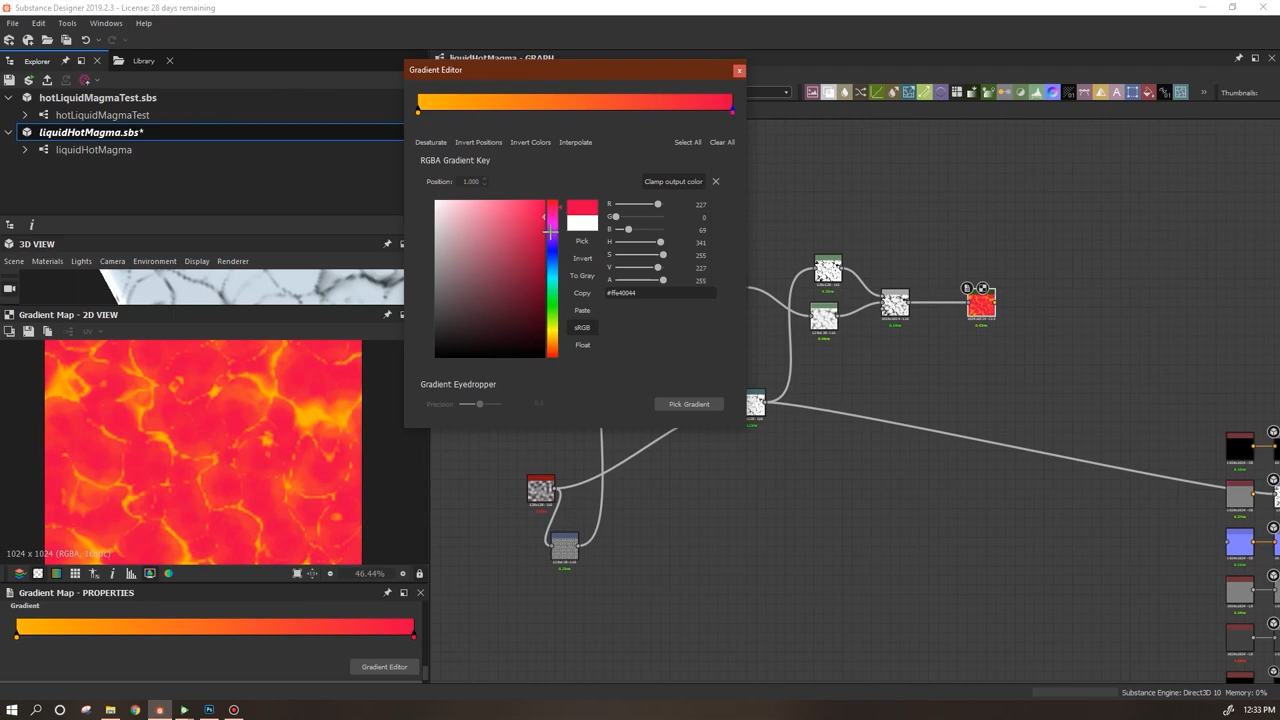 Substance Designer 2019.2.3 - License: 28 days remaining
File Edit Tools Windows Help
Explorer
Library
liquidHotMagma - GRAPH
hotLiquidMagmaTest.sbs
hotLiquidMagmaTest
liquidHotMagma.sbs*
liquidHotMagma
3D VIEW
Scene Materials Lights Camera Environment Display Renderer
Gradient Map - 2D VIEW
UV
1024 x 1024 (RGBA, 16bpc)
46.44%
Gradient Map - PROPERTIES
Gradient
Gradient Editor
Gradient Editor
x
Desaturate Invert Positions Invert Colors Interpolate Select All Clear All
RGBA Gradient Key
Position: 1.000 Clamp output color
R 227
G 0
B 69
H 341
S 255
V 227
A 255
#ffe40044
Pick
Invert
To Gray
Copy
Paste
sRGB
Float
Gradient Eyedropper
Precision
Pick Gradient
Thumbnails:
Substance Engine: Direct3D 10 Memory: 0%
12:33 PM